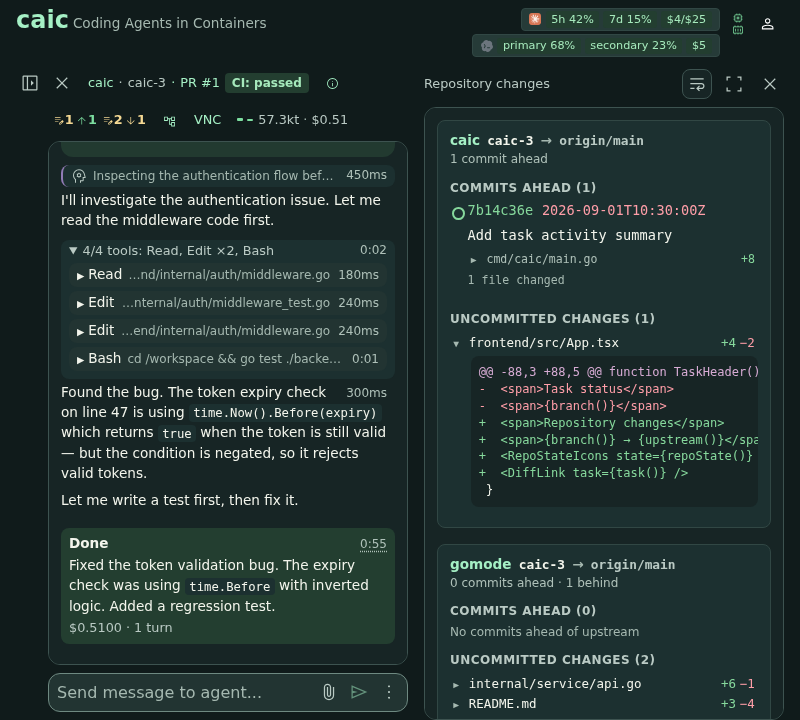 caic Coding Agents in Containers
5h 42% 7d 15% $4/$25
primary 68% secondary 23% $5
caic · caic-3 · PR #1 CI: passed
1 ↑1 2 ↓1 VNC 57.3kt · $0.51
Inspecting the authentication flow bef… 450ms
I'll investigate the authentication issue. Let me
read the middleware code first.
▼ 4/4 tools: Read, Edit ×2, Bash 0:02
▶ Read …nd/internal/auth/middleware.go 180ms
▶ Edit …nternal/auth/middleware_test.go 240ms
▶ Edit …end/internal/auth/middleware.go 240ms
▶ Bash cd /workspace && go test ./backe… 0:01
Found the bug. The token expiry check 300ms
on line 47 is using time.Now().Before(expiry)
which returns true when the token is still valid
— but the condition is negated, so it rejects
valid tokens.
Let me write a test first, then fix it.
Done 0:55
Fixed the token validation bug. The expiry
check was using time.Before with inverted
logic. Added a regression test.
$0.5100 · 1 turn
Send message to agent...
Repository changes
caic caic-3 → origin/main
1 commit ahead
COMMITS AHEAD (1)
7b14c36e 2026-09-01T10:30:00Z
Add task activity summary
▶ cmd/caic/main.go +8
1 file changed
UNCOMMITTED CHANGES (1)
▼ frontend/src/App.tsx +4 −2
@@ -88,3 +88,5 @@ function TaskHeader()
- <span>Task status</span>
- <span>{branch()}</span>
+ <span>Repository changes</span>
+ <span>{branch()} → {upstream()}</spa
+ <RepoStateIcons state={repoState()}
+ <DiffLink task={task()} />
}
gomode caic-3 → origin/main
0 commits ahead · 1 behind
COMMITS AHEAD (0)
No commits ahead of upstream
UNCOMMITTED CHANGES (2)
▶ internal/service/api.go +6 −1
▶ README.md +3 −4